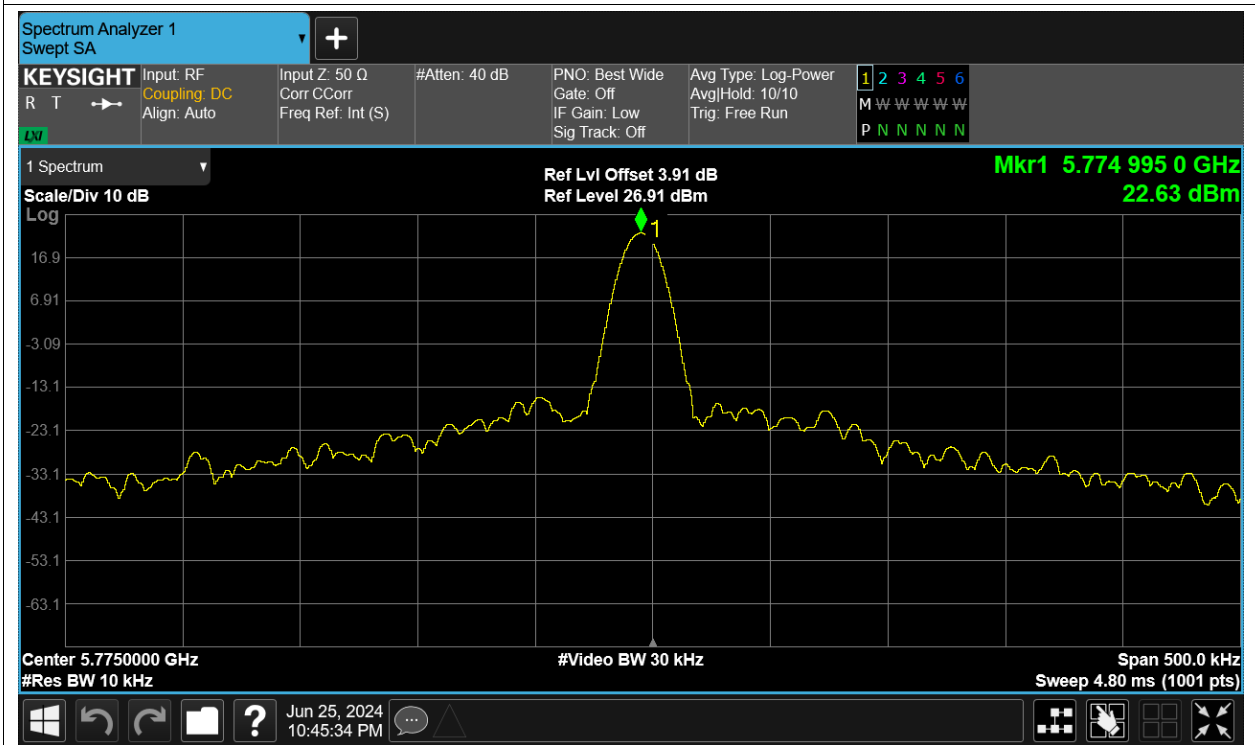 Spectrum Analyzer 1
Swept SA
KEYSIGHT
R T
LXI
Input: RF
Coupling: DC
Align: Auto
Input Z: 50 Ω
Corr CCorr
Freq Ref: Int (S)
#Atten: 40 dB
PNO: Best Wide
Gate: Off
IF Gain: Low
Sig Track: Off
Avg Type: Log-Power
Avg|Hold: 10/10
Trig: Free Run
1 2 3 4 5 6
M W W W W W
P N N N N N
1 Spectrum
Scale/Div 10 dB
Log
Ref Lvl Offset 3.91 dB
Ref Level 26.91 dBm
Mkr1 5.774 995 0 GHz
22.63 dBm
1
16.9
6.91
-3.09
-13.1
-23.1
-33.1
-43.1
-53.1
-63.1
Center 5.7750000 GHz
#Res BW 10 kHz
#Video BW 30 kHz
Span 500.0 kHz
Sweep 4.80 ms (1001 pts)
?
Jun 25, 2024
10:45:34 PM